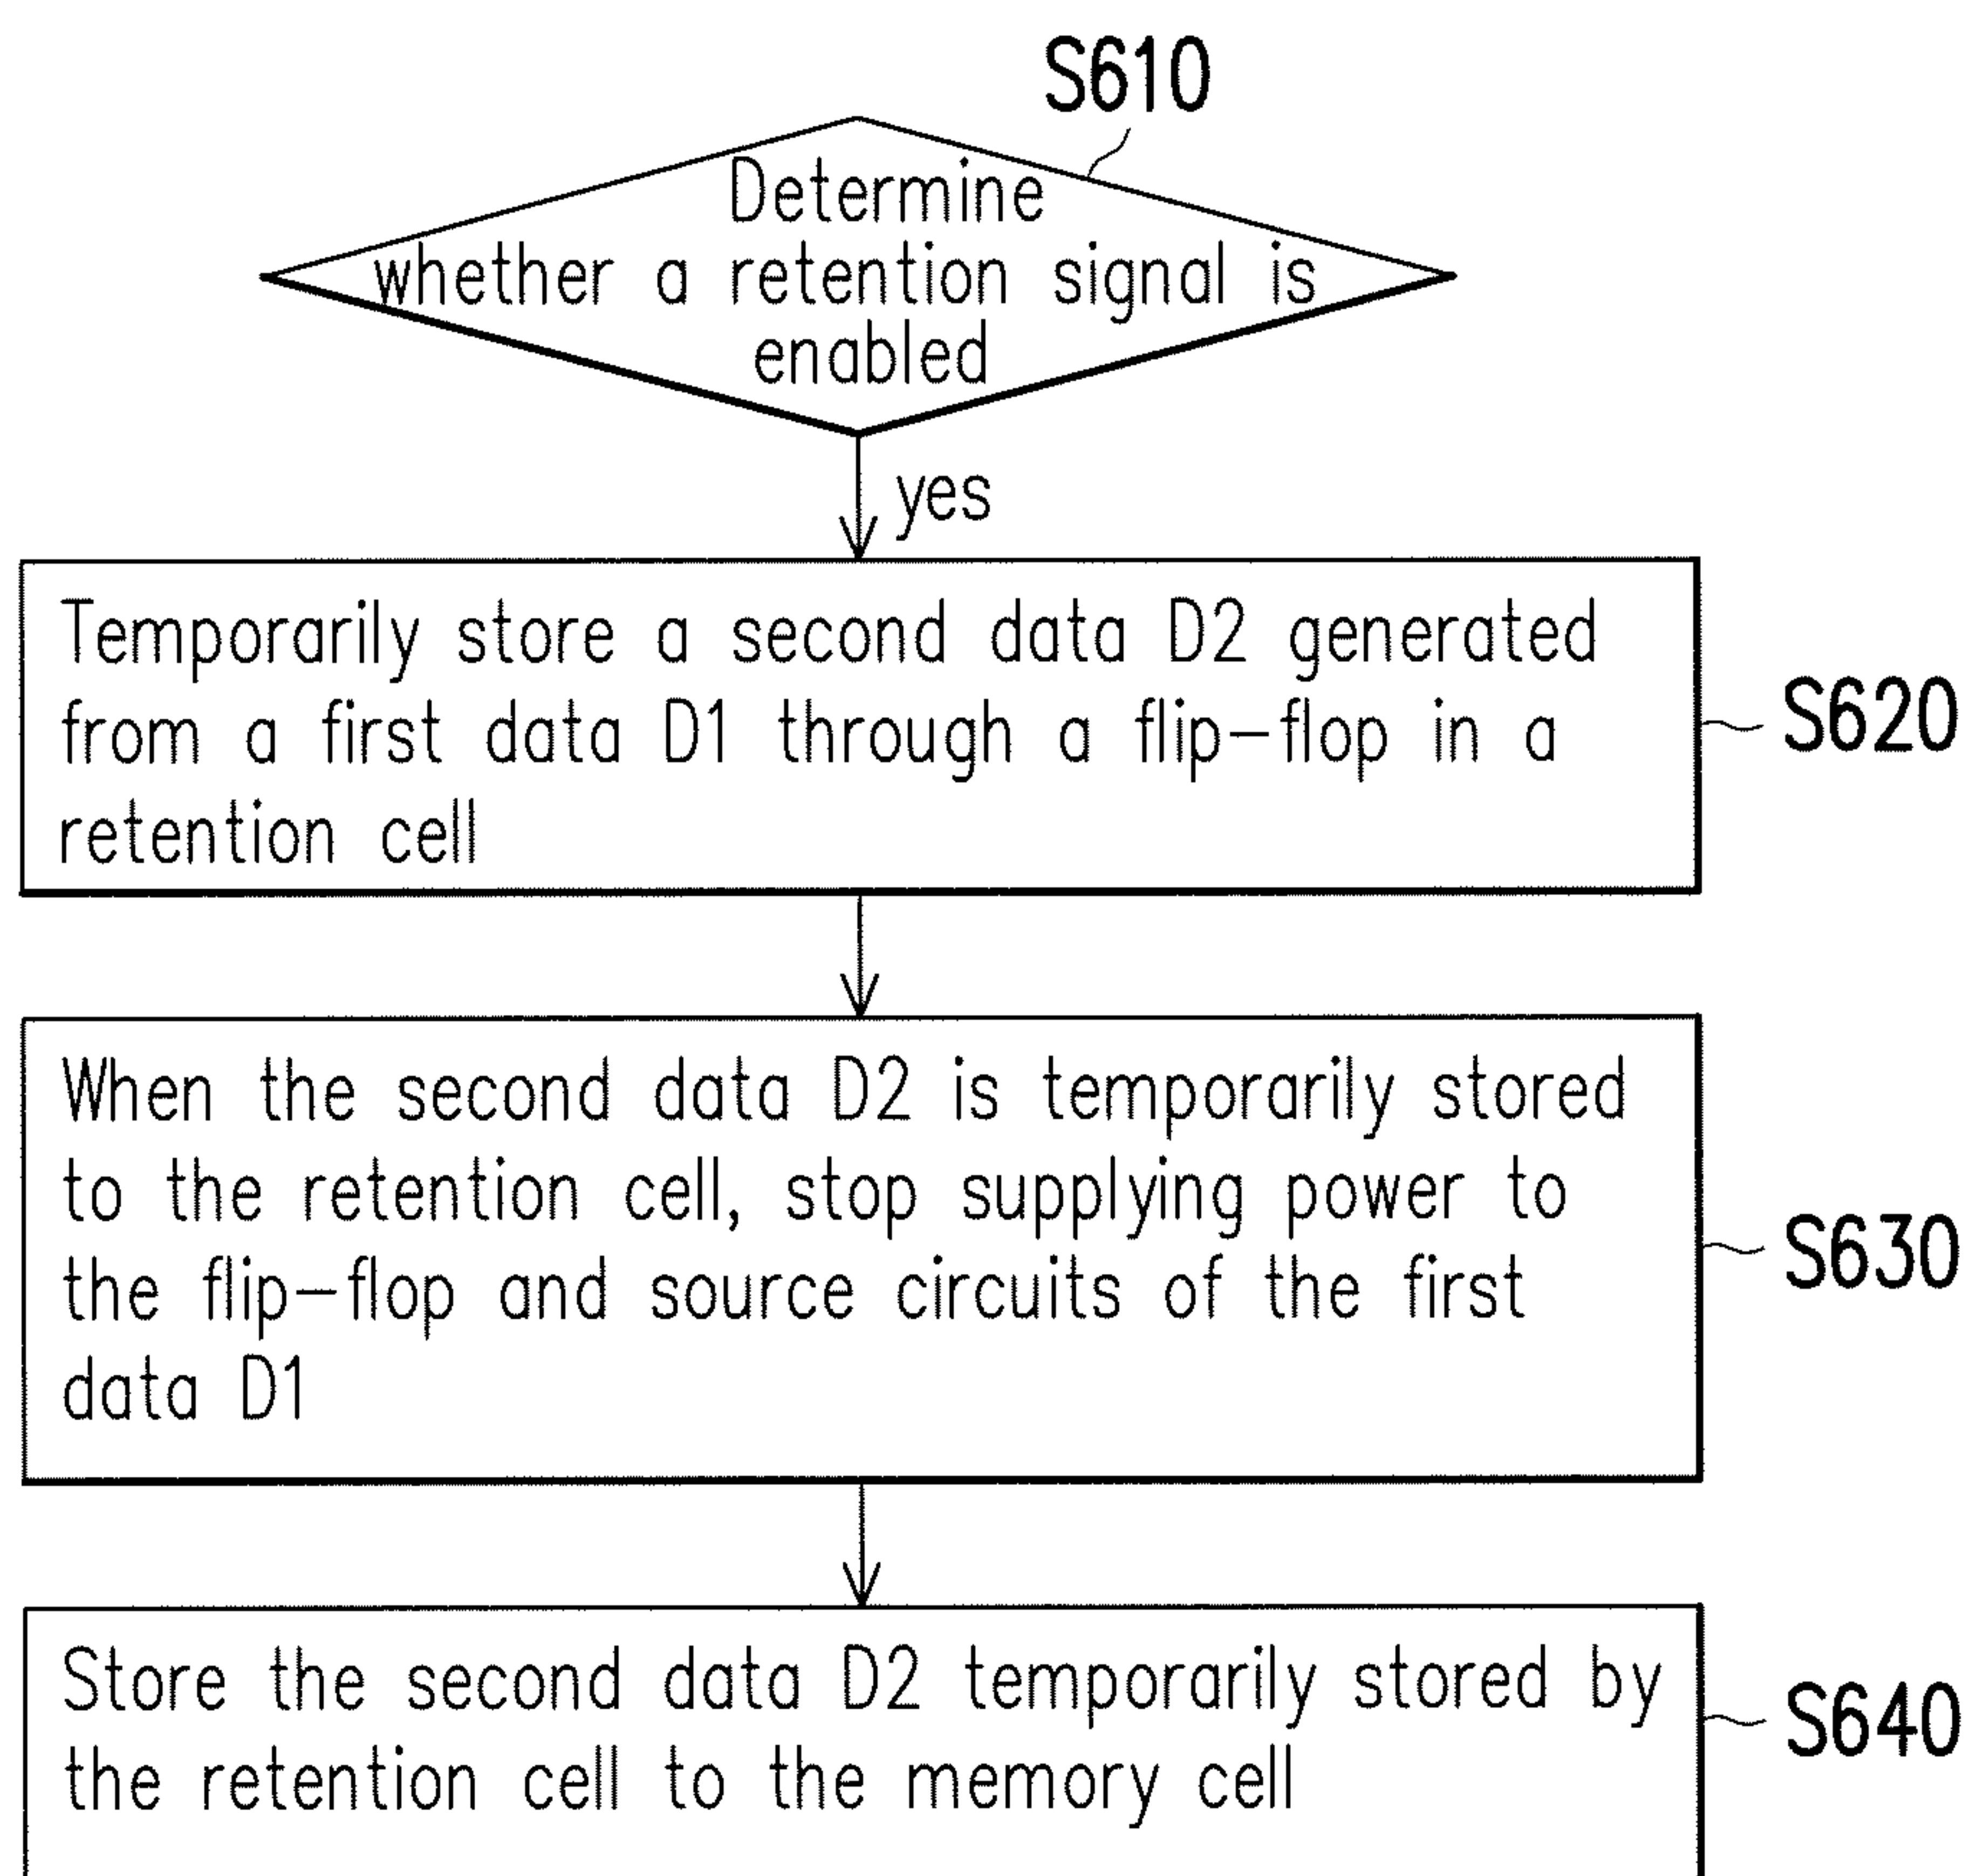 S610
Determine
whether a retention signal is
enabled
yes
Temporarily store a second data D2 generated
from a first data D1 through a flip-flop in a
retention cell
S620
When the second data D2 is temporarily stored
to the retention cell, stop supplying power to
the flip-flop and source circuits of the first
data D1
S630
Store the second data D2 temporarily stored by
the retention cell to the memory cell
S640